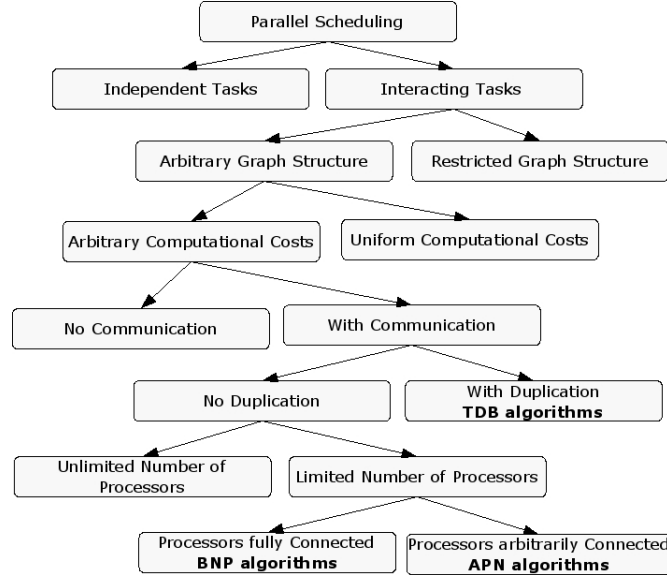 Parallel Scheduling
Independent Tasks
Interacting Tasks
Arbitrary Graph Structure
Restricted Graph Structure
Arbitrary Computational Costs
Uniform Computational Costs
No Communication
With Communication
No Duplication
With Duplication
TDB algorithms
Unlimited Number of
Processors
Limited Number of Processors
Processors fully Connected
BNP algorithms
Processors arbitrarily Connected
APN algorithms